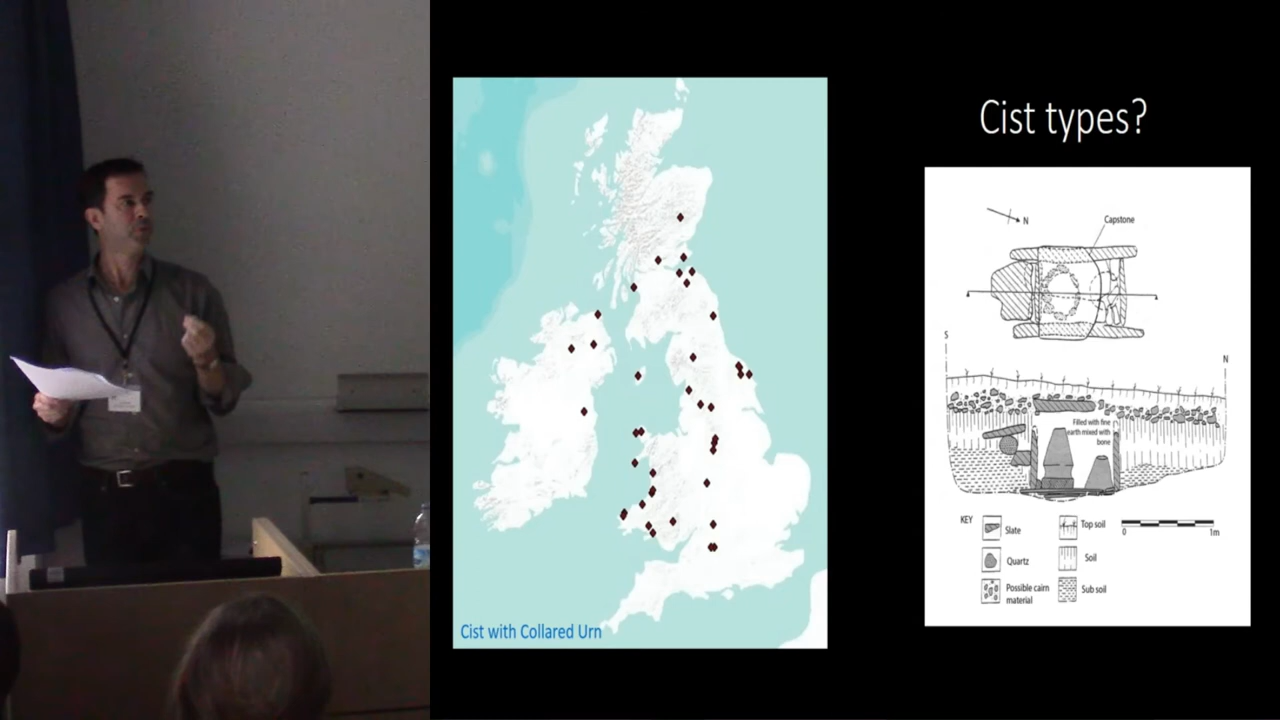 Cist types?
N
Capstone
S
N
Filled with fine
earth mixed with
bone
KEY
Slate
Top soil
0
1m
Quartz
Soil
Possible cairn
material
Sub soil
Cist with Collared Urn